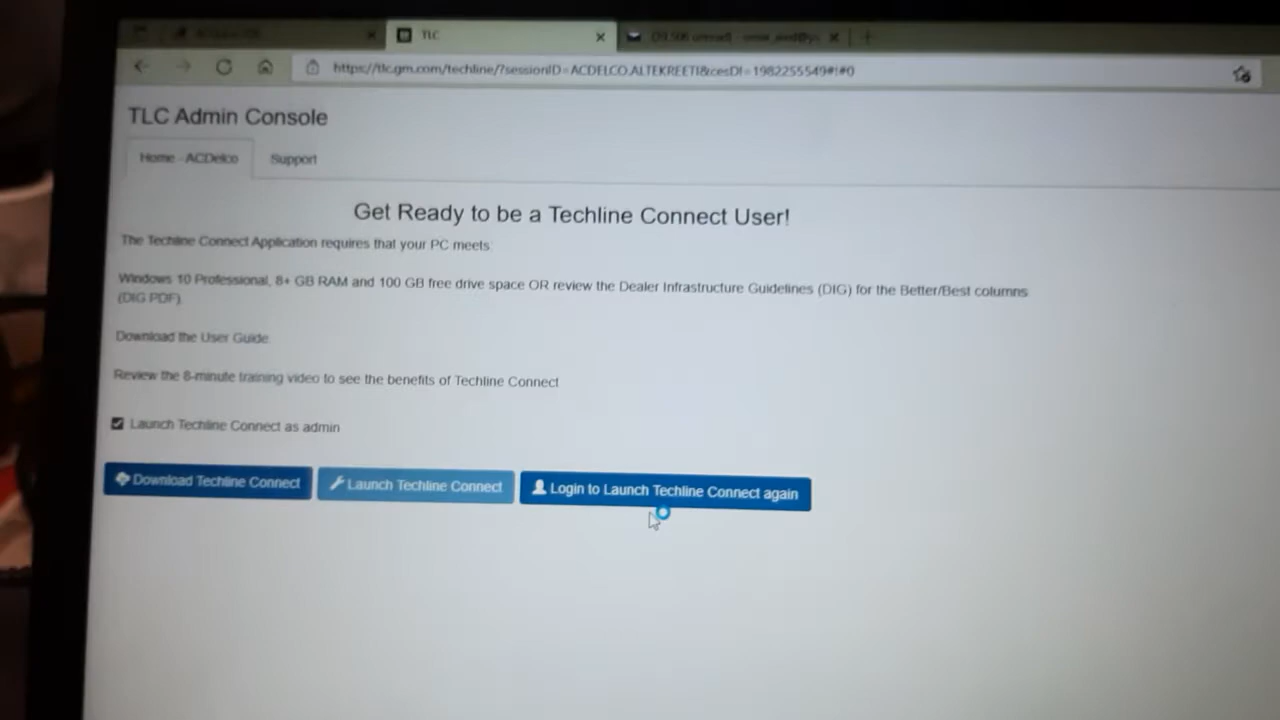 TLC
https://tlc.gm.com/techline/?sessionID=ACDELCO.ALTEKREETI&cesDI=1982255549#!#0
TLC Admin Console
Home - ACDelco Support
Get Ready to be a Techline Connect User!
The Techline Connect Application requires that your PC meets:
Windows 10 Professional, 8+ GB RAM and 100 GB free drive space OR review the Dealer Infrastructure Guidelines (DIG) for the Better/Best columns
(DIG PDF).
Download the User Guide.
Review the 8-minute training video to see the benefits of Techline Connect
Launch Techline Connect as admin
Download Techline Connect Launch Techline Connect Login to Launch Techline Connect again